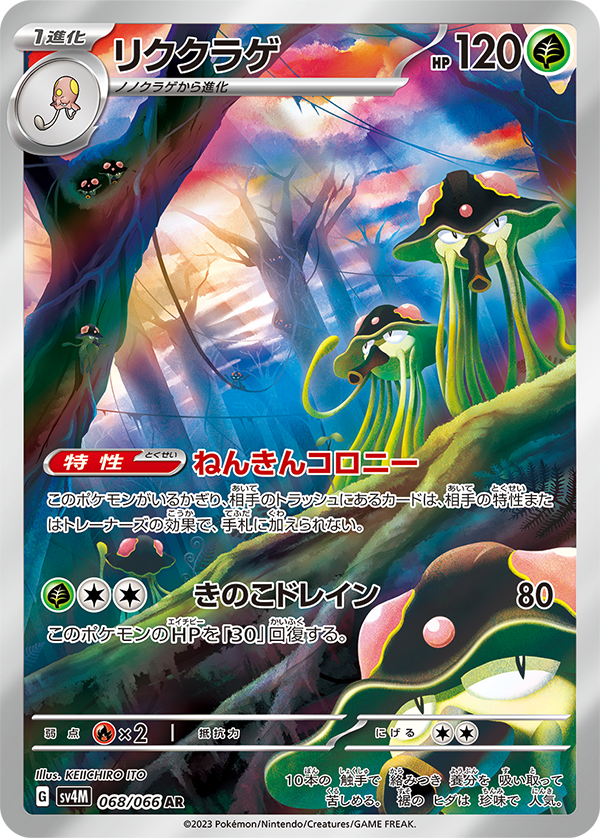 1進化
リククラゲ
HP 120
ノノクラゲから進化
特性 とくせい ねんきんコロニー
このポケモンがいるかぎり、相手のトラッシュにあるカードは、相手の特性また
はトレーナーズの効果で、手札に加えられない。
きのこドレイン 80
このポケモンのHPを「30」回復する。
弱点 ×2 抵抗力 にげる
Illus. KEIICHIRO ITO
G SV4M 068/066 AR
10本の 触手で 絡みつき 養分を 吸い取って
苦しめる。 裾の ヒダは 珍味で 人気。
©2023 Pokémon/Nintendo/Creatures/GAME FREAK.